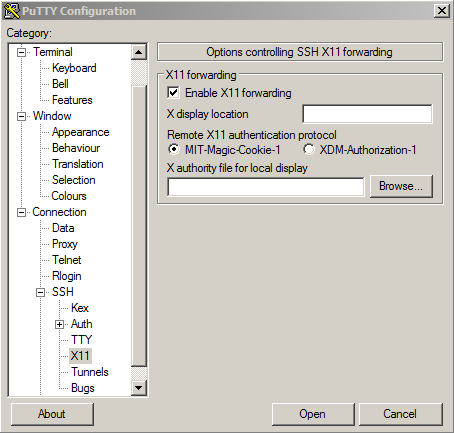 PuTTY Configuration
Category:
Terminal
Keyboard
Bell
Features
Window
Appearance
Behaviour
Translation
Selection
Colours
Connection
Data
Proxy
Telnet
Rlogin
SSH
Kex
Auth
TTY
X11
Tunnels
Bugs
Options controlling SSH X11 forwarding
X11 forwarding
Enable X11 forwarding
X display location
Remote X11 authentication protocol
MIT-Magic-Cookie-1 XDM-Authorization-1
X authority file for local display
Browse...
About Open Cancel